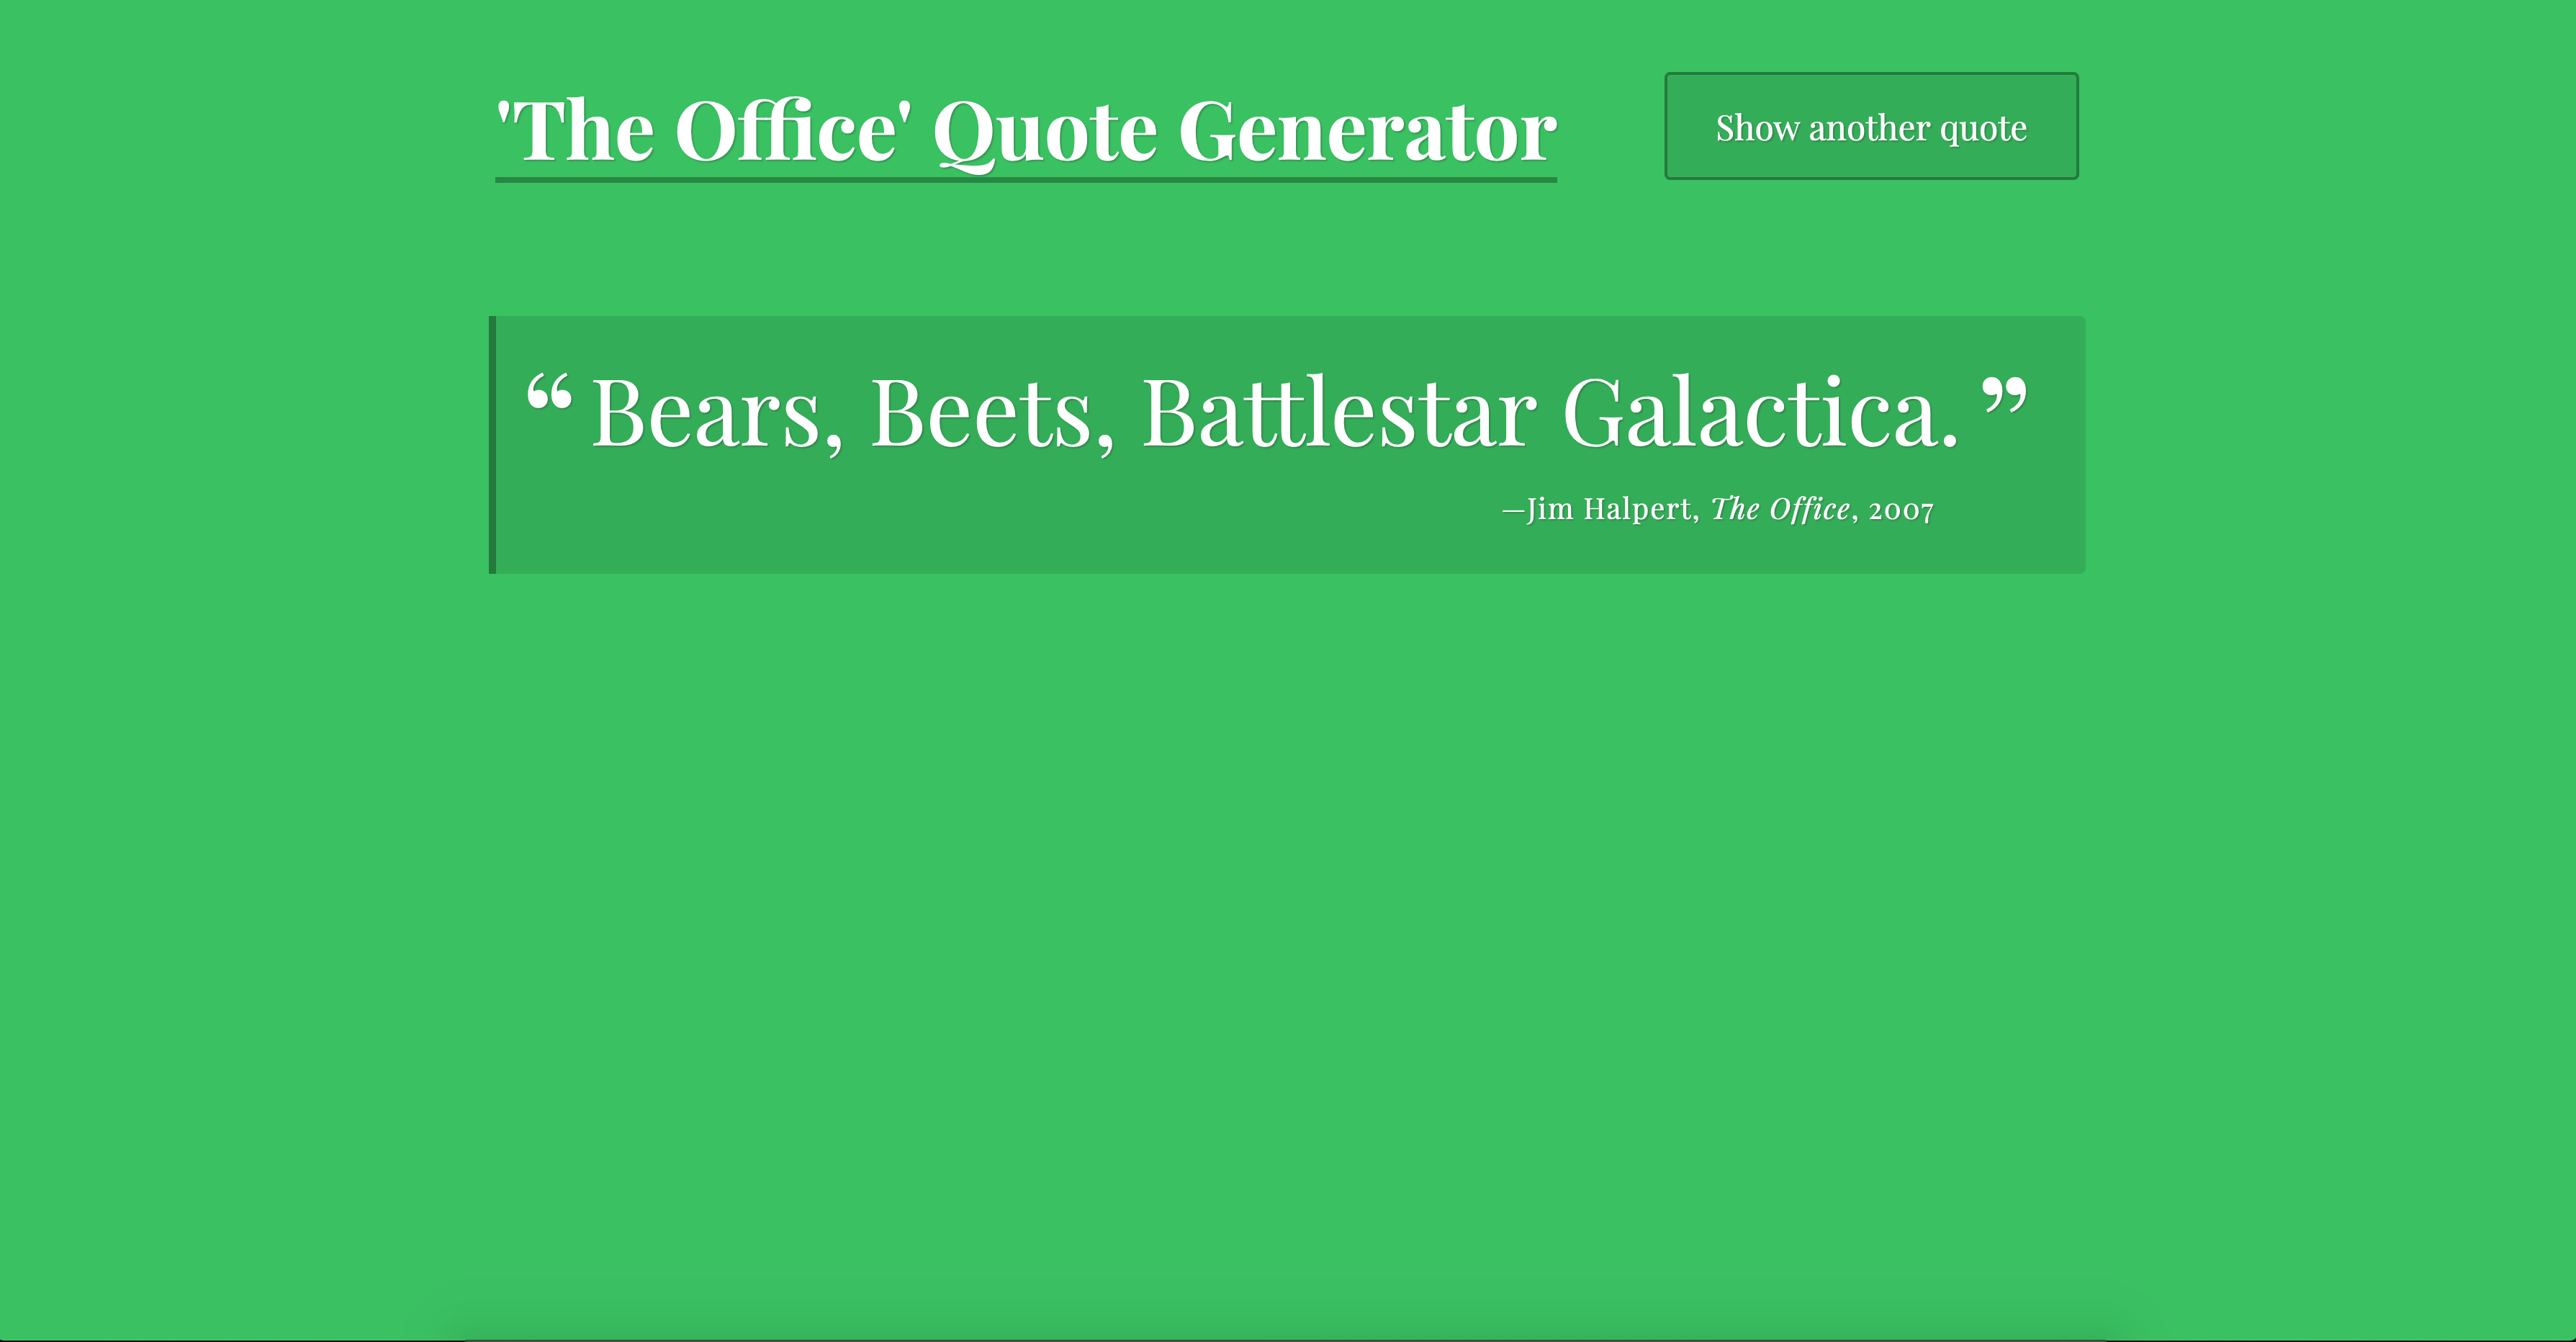 'The Office' Quote Generator
Show another quote
“ Bears, Beets, Battlestar Galactica. ”
—Jim Halpert, The Office, 2007